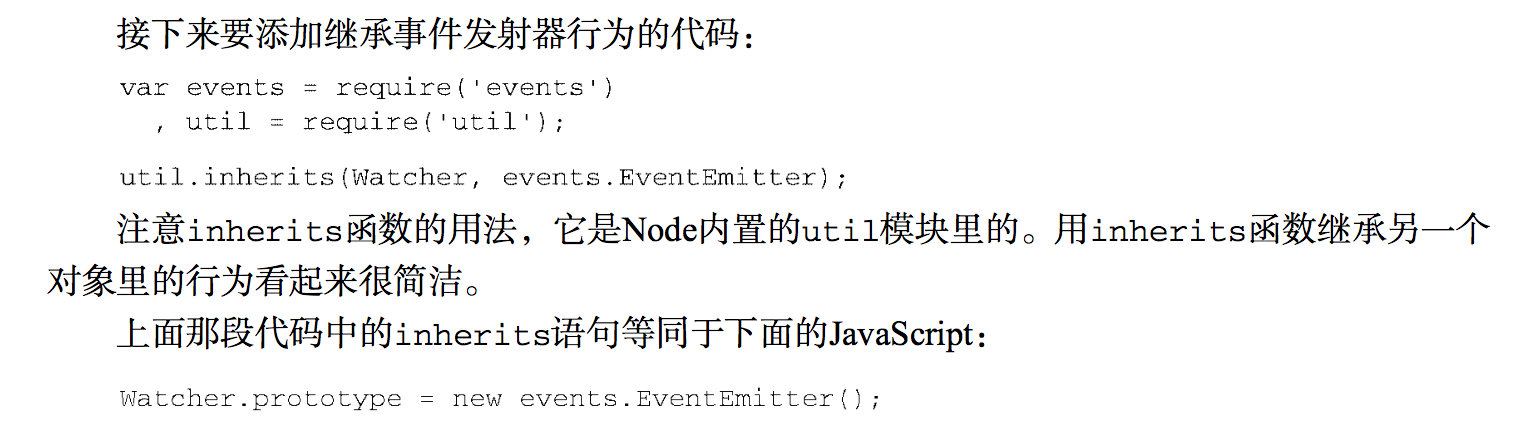 接下来要添加继承事件发射器行为的代码：
var events = require('events')
  , util = require('util');
util.inherits(Watcher, events.EventEmitter);
注意inherits函数的用法，它是Node内置的util模块里的。用inherits函数继承另一个
对象里的行为看起来很简洁。
上面那段代码中的inherits语句等同于下面的JavaScript：
Watcher.prototype = new events.EventEmitter();